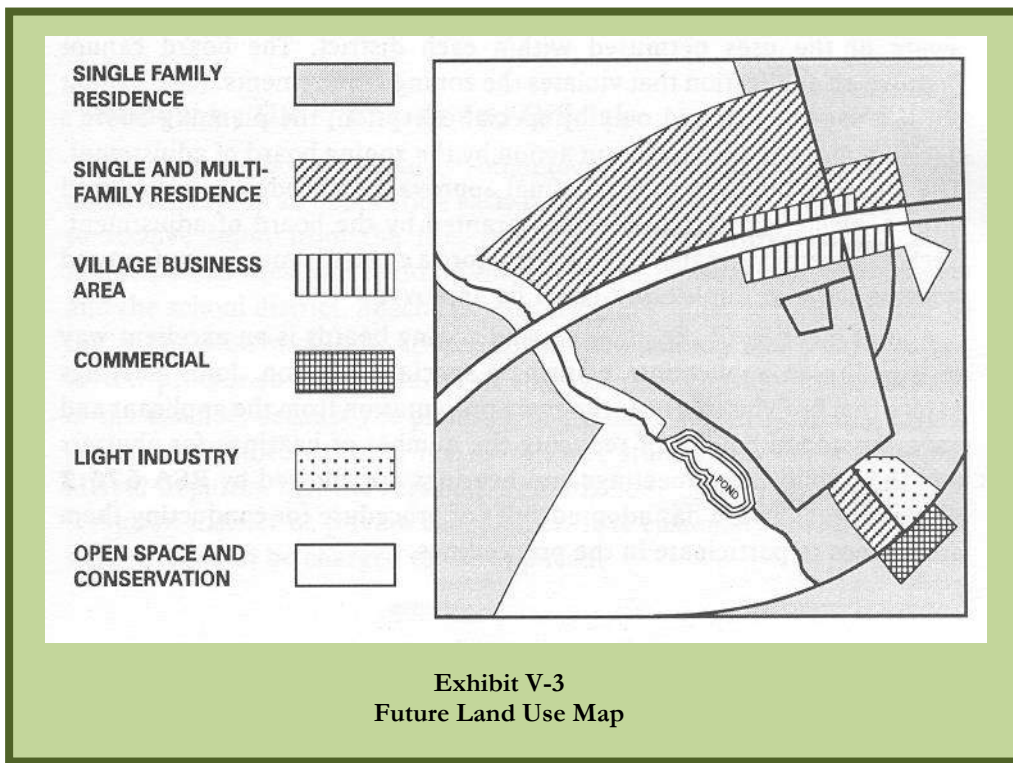 SINGLE FAMILY
RESIDENCE
SINGLE AND MULTI-
FAMILY RESIDENCE
VILLAGE BUSINESS
AREA
COMMERCIAL
LIGHT INDUSTRY
OPEN SPACE AND
CONSERVATION
POND
Exhibit V-3
Future Land Use Map